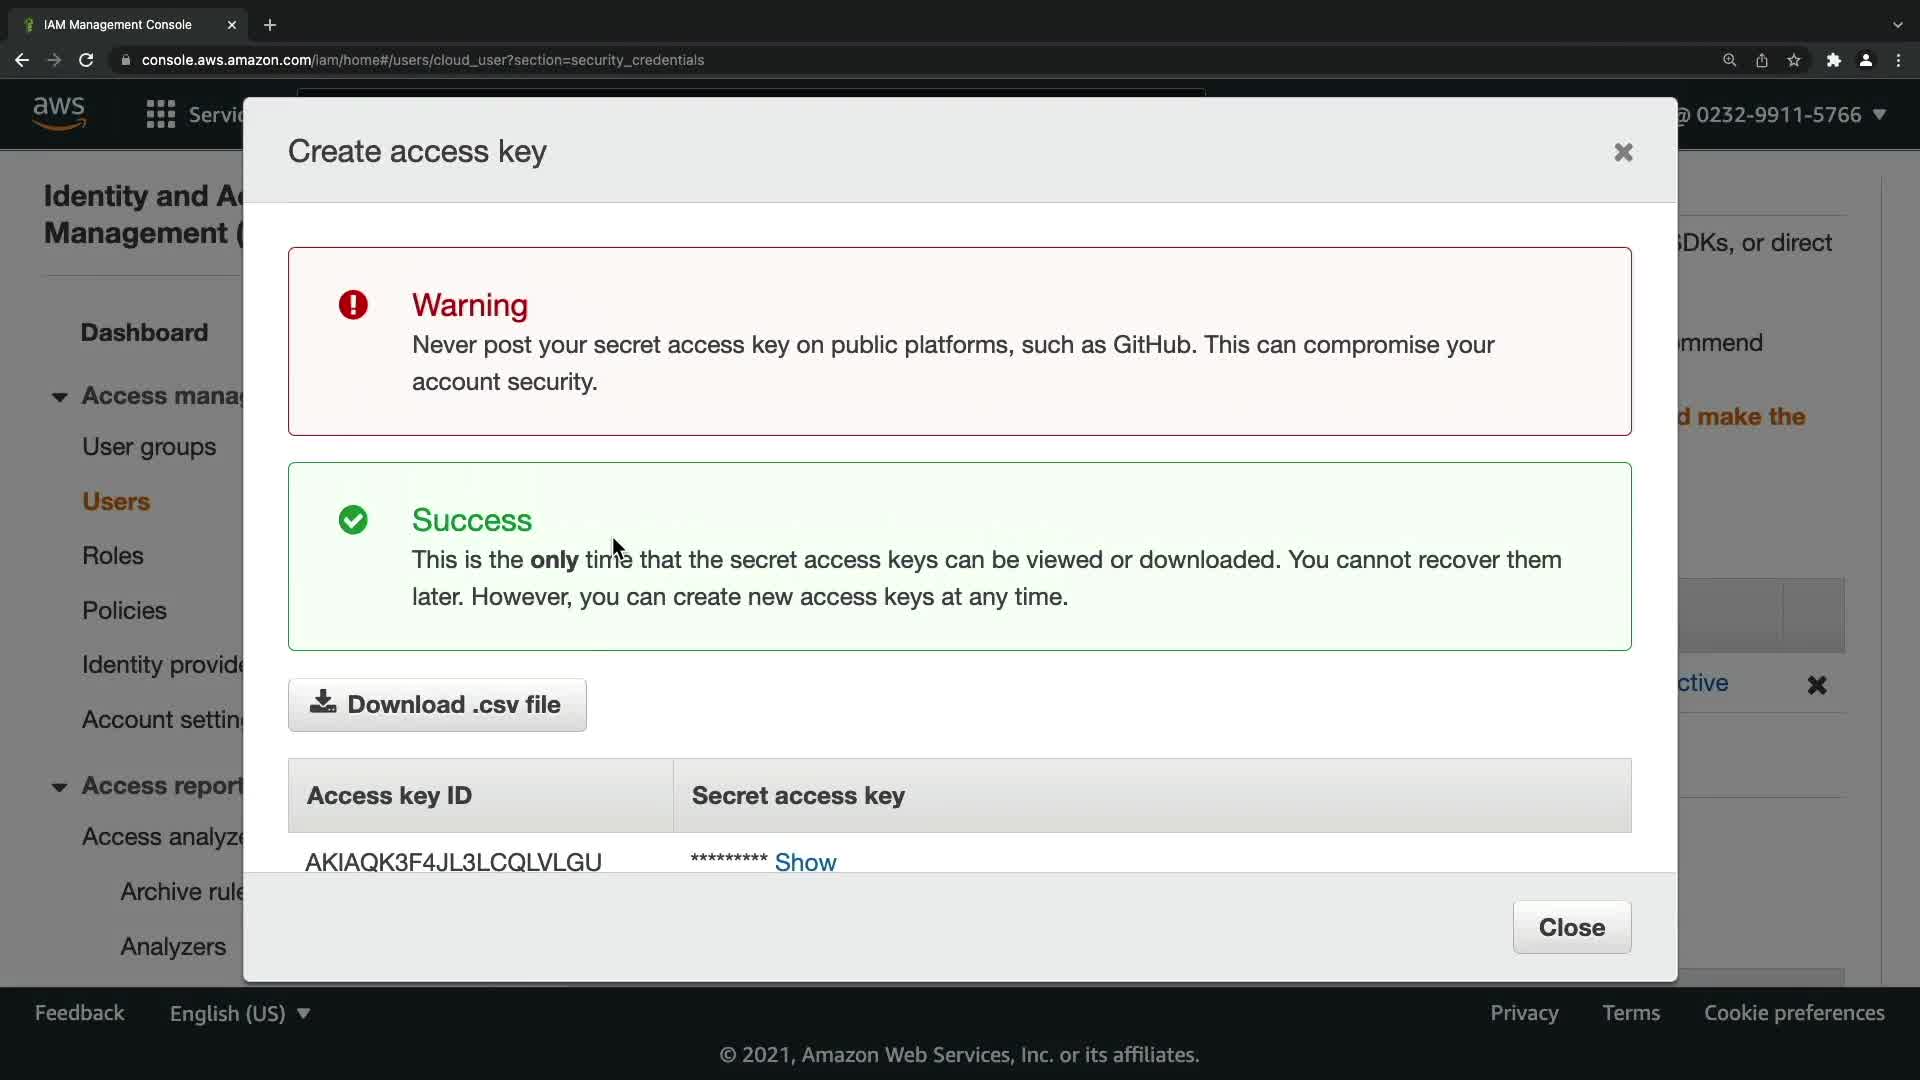 IAM Management Console
console.aws.amazon.com/iam/home#/users/cloud_user?section=security_credentials
aws
Servic
@ 0232-9911-5766
Create access key
Identity and Ac
Management (
SDKs, or direct
Warning
Never post your secret access key on public platforms, such as GitHub. This can compromise your
account security.
Dashboard
mmend
Access manag
d make the
User groups
Users
Success
This is the only time that the secret access keys can be viewed or downloaded. You cannot recover them
later. However, you can create new access keys at any time.
Roles
Policies
Identity provide
ctive
Download .csv file
Account setting
Access report
Access key ID
Secret access key
Access analyze
AKIAQK3F4JL3LCQLVLGU
********* Show
Archive rule
Close
Analyzers
Feedback
English (US)
Privacy
Terms
Cookie preferences
© 2021, Amazon Web Services, Inc. or its affiliates.